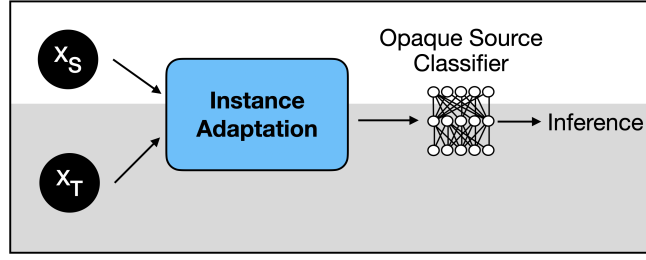 Opaque Source
Classifier
X_S
Instance
Adaptation
Inference
X_T